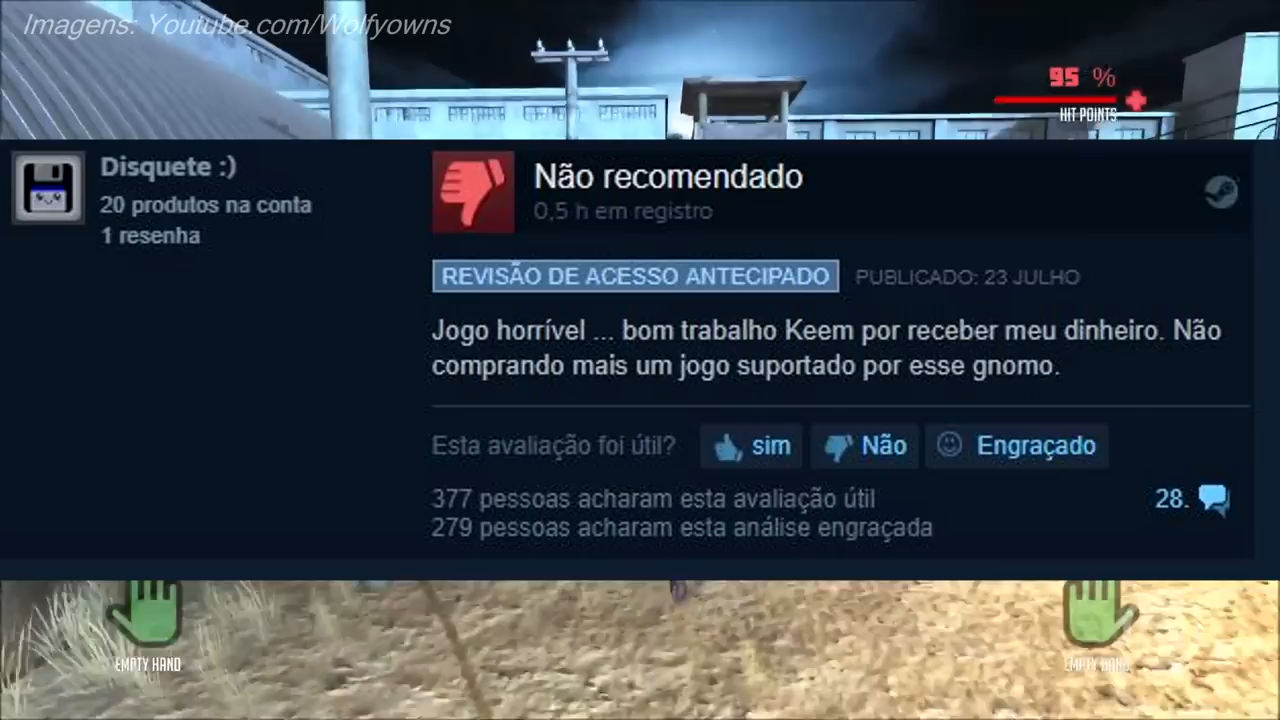 Imagens: Youtube.com/Wolfyowns
95 %
HIT POINTS
Disquete :)
20 produtos na conta
1 resenha
Não recomendado
0,5 h em registro
REVISÃO DE ACESSO ANTECIPADO PUBLICADO: 23 JULHO
Jogo horrível ... bom trabalho Keem por receber meu dinheiro. Não
comprando mais um jogo suportado por esse gnomo.
Esta avaliação foi útil? sim Não Engraçado
377 pessoas acharam esta avaliação útil 28.
279 pessoas acharam esta análise engraçada
EMPTY HAND EMPTY HAND